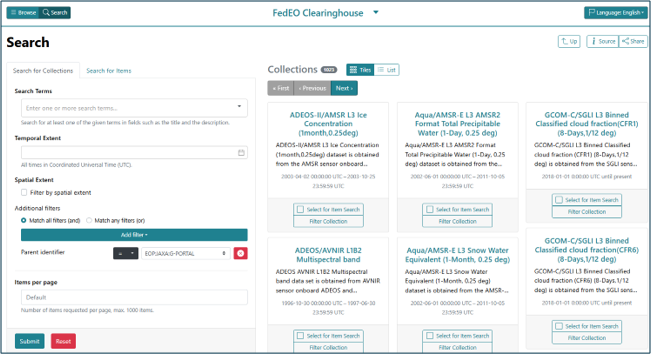 Browse Search
FedEO Clearinghouse
Language: English
Search
Up
Source
Share
Search for Collections
Search for Items
Search Terms
Enter one or more search terms...
Search for at least one of the given terms in fields such as the title and the description.
Temporal Extent
All times in Coordinated Universal Time (UTC).
Spatial Extent
Filter by spatial extent
Additional filters
Match all filters (and) Match any filters (or)
Add filter
Parent identifier = EOP:JAXA:G-PORTAL
Items per page
Default
Number of items requested per page, max. 1000 items.
Submit Reset
Collections 1025 Tiles List
« First ‹ Previous Next ›
ADEOS-II/AMSR L3 Ice
Concentration
(1month,0.25deg)
ADEOS-II/AMSR L3 Ice Concentration
(1month,0.25deg) dataset is obtained
from the AMSR sensor onboard...
2003-04-02 00:00:00 UTC - 2003-10-25
23:59:59 UTC
Select for Item Search
Filter Collection
Aqua/AMSR-E L3 AMSR2
Format Total Precipitable
Water (1-Day, 0.25 deg)
Aqua/AMSR-E L3 AMSR2 Format
Total Precipitable Water (1-Day, 0.25
deg) dataset is obtained from the...
2002-06-01 00:00:00 UTC - 2011-10-05
23:59:59 UTC
Select for Item Search
Filter Collection
GCOM-C/SGLI L3 Binned
Classified cloud fraction(CFR1)
(8-Days,1/12 deg)
GCOM-C/SGLI L3 Binned Classified
cloud fraction (CFR1) (8-Days,1/12
deg) is obtained from the SGLI sen...
2018-01-01 0:00:00 UTC until present
Select for Item Search
Filter Collection
ADEOS/AVNIR L1B2
Multispectral band
ADEOS AVNIR L1B2 Multispectral
band data set is obtained from AVNIR
sensor onboard ADEOS and...
1996-10-30 00:00:00 UTC - 1997-06-30
23:59:59 UTC
Select for Item Search
Filter Collection
Aqua/AMSR-E L3 Snow Water
Equivalent (1-Month, 0.25 deg)
Aqua/AMSR-E L3 Snow Water
Equivalent (1-Month, 0.25 deg)
dataset is obtained from the AMSR-...
2002-06-01 00:00:00 UTC - 2011-10-05
23:59:59 UTC
Select for Item Search
Filter Collection
GCOM-C/SGLI L3 Binned
Classified cloud fraction(CFR6)
(8-Days,1/12 deg)
GCOM-C/SGLI L3 Binned Classified
cloud fraction(CFR6) (8-Days,1/12
deg) is obtained from the SGLI sens...
2018-01-01 0:00:00 UTC until present
Select for Item Search
Filter Collection